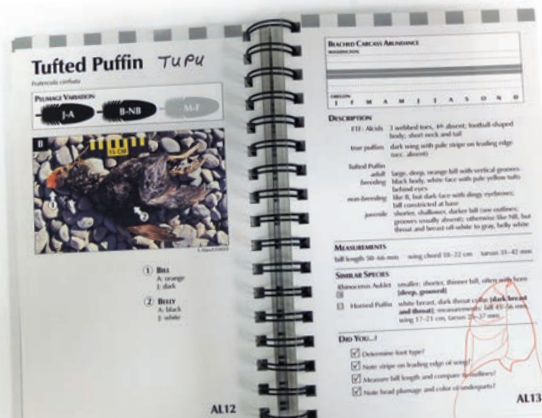 Tufted Puffin TUPU
Fratercula cirrhata
PLUMAGE VARIATION
J-A B-NB M-F
B
15 CM
1
2
① BILL
A: orange
J: dark
② BELLY
A: black
J: white
AL12
BEACHED CARCASS ABUNDANCE
WASHINGTON:
OREGON:
J F M A M J J A S O N D
DESCRIPTION
FTF: Alcids 3 webbed toes, 4th absent; football-shaped
body; short neck and tail
true puffins dark wing with pale stripe on leading edge
(occ. absent)
Tufted Puffin
adult large, deep, orange bill with vertical grooves
breeding black body, white face with pale yellow tufts
behind eyes
non-breeding like B, but dark face with dingy eyebrows;
bill constricted at base
juvenile shorter, shallower, darker bill (see outlines;
grooves usually absent; otherwise like NB, but
throat and breast off-white to gray, belly white
MEASUREMENTS
bill length 50–66 mm wing chord 18–22 cm tarsus 31–42 mm
SIMILAR SPECIES
Rhinoceros Auklet smaller; shorter, thinner bill, often with horn
[deep, grooved]
Horned Puffin white breast, dark throat collar [dark breast
and throat]; measurements: bill 45–56 mm,
wing 17–21 cm, tarsus 25–37 mm
DID YOU...?
☑ Determine foot type?
☑ Note stripe on leading edge of wing?
☑ Measure bill length and compare to outlines?
☑ Note head plumage and color of underparts?
AL13